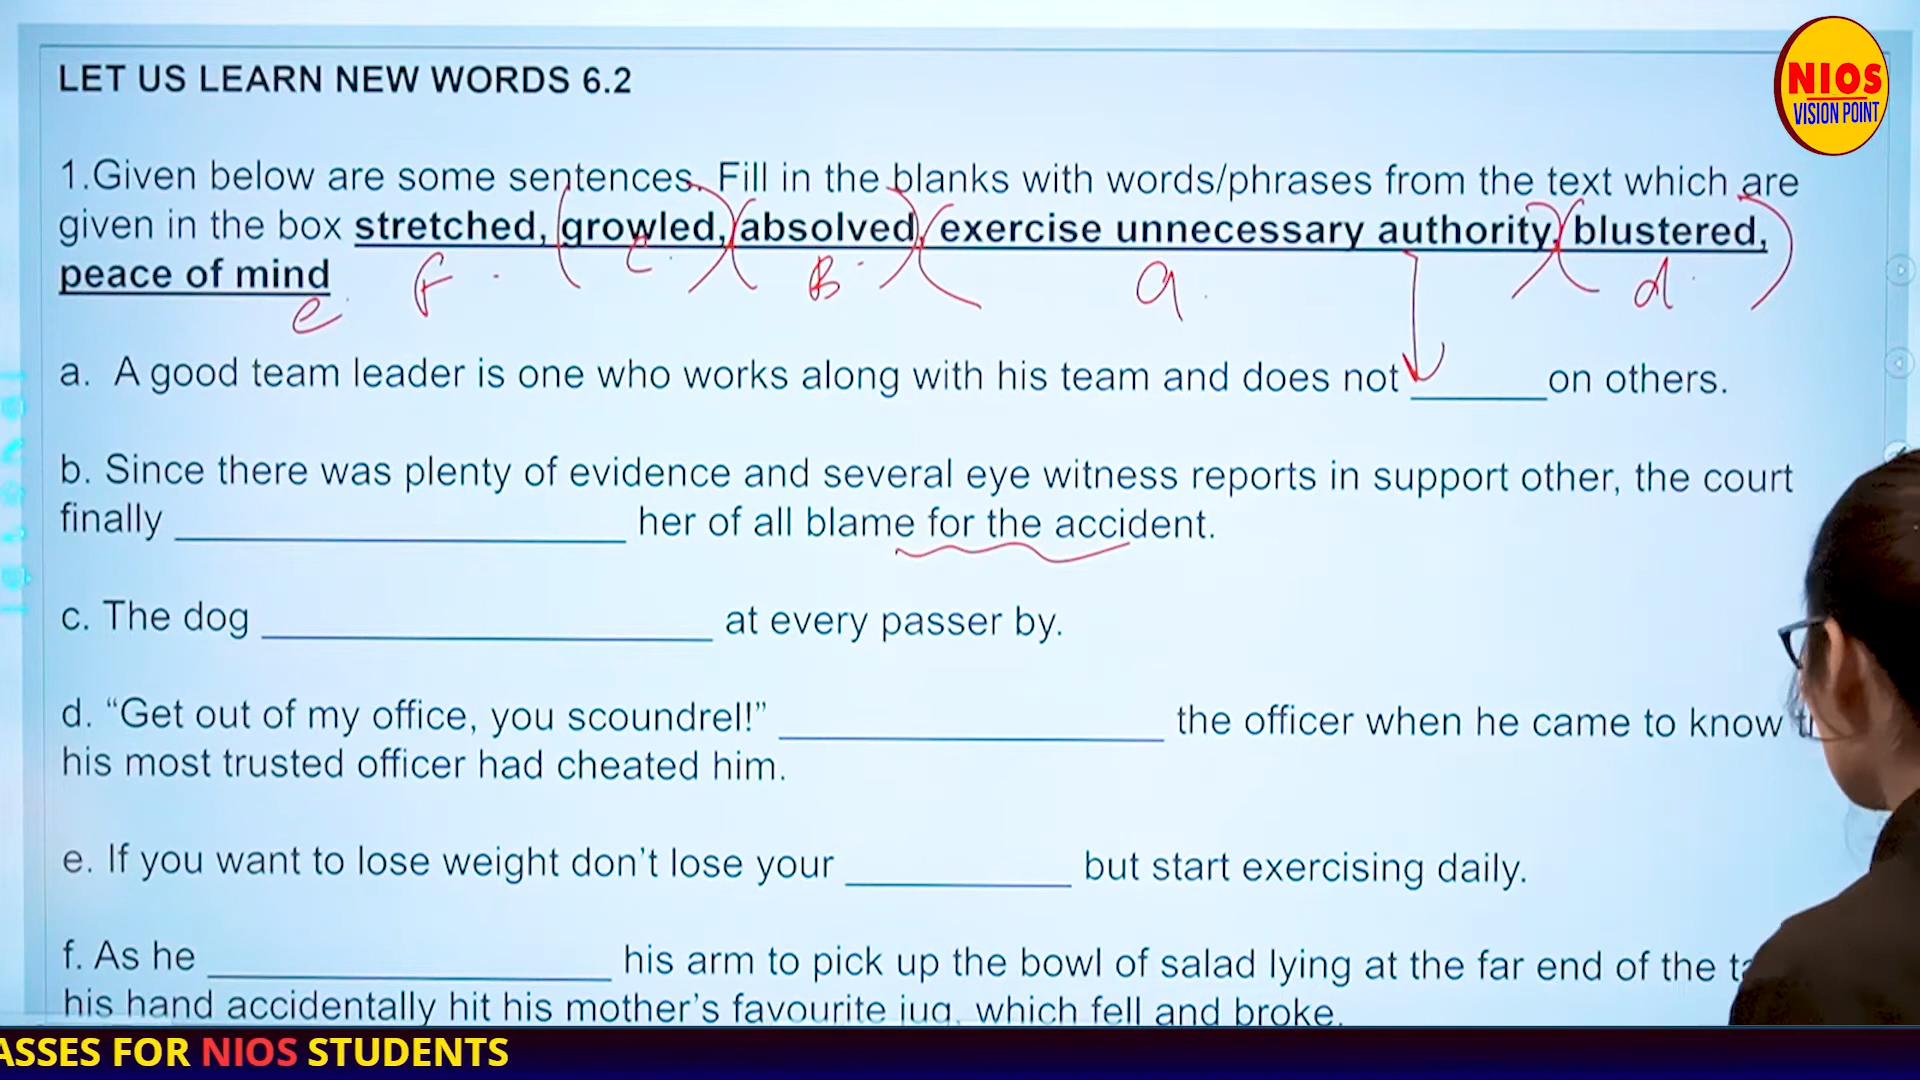 LET US LEARN NEW WORDS 6.2
NIOS
VISION POINT
1.Given below are some sentences. Fill in the blanks with words/phrases from the text which are
given in the box stretched, growled, absolved, exercise unnecessary authority, blustered,
peace of mind
e F c B a d
a. A good team leader is one who works along with his team and does not ______ on others.
b. Since there was plenty of evidence and several eye witness reports in support other, the court
finally ____________________ her of all blame for the accident.
c. The dog ____________________ at every passer by.
d. “Get out of my office, you scoundrel!” _________________ the officer when he came to know
his most trusted officer had cheated him.
e. If you want to lose weight don’t lose your __________ but start exercising daily.
f. As he __________________ his arm to pick up the bowl of salad lying at the far end of the
his hand accidentally hit his mother’s favourite jug, which fell and broke.
ASSES FOR NIOS STUDENTS